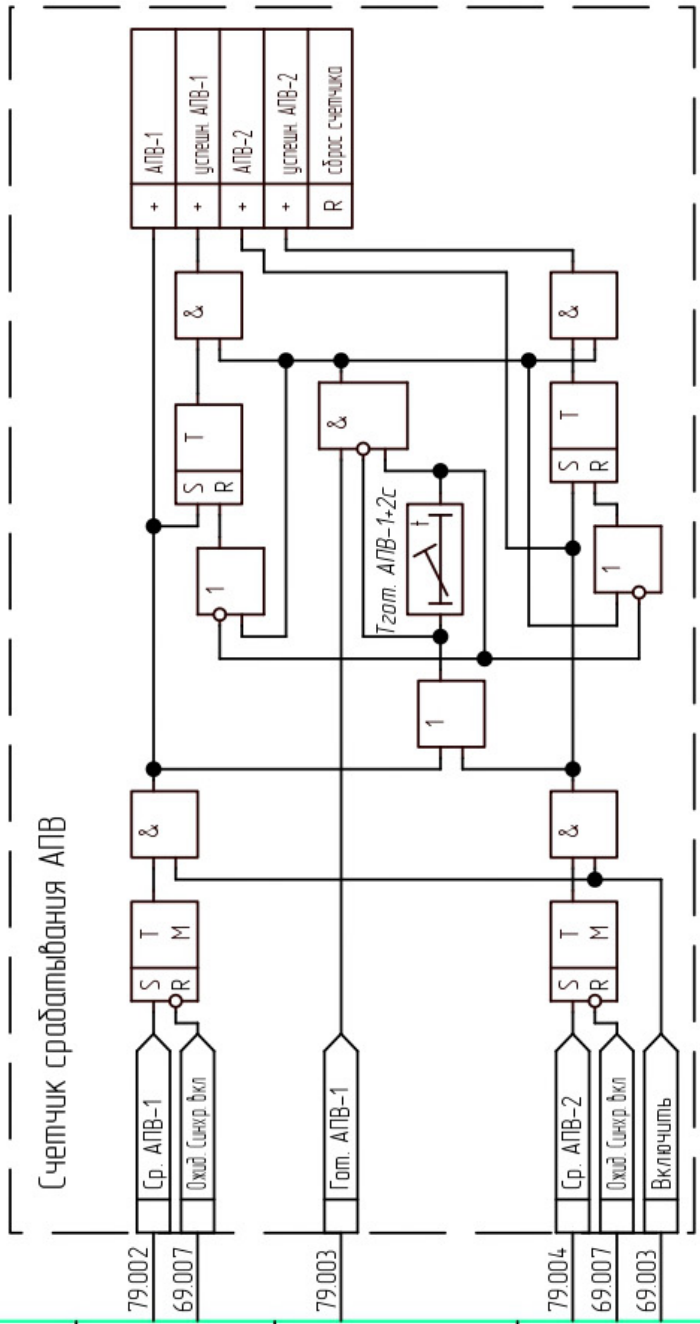 Счетчик срабатывания АПВ
79.002
Ср. АПВ-1
69.007
Ожид. Синхр. вкл
79.003
Гот. АПВ-1
79.004
Ср. АПВ-2
69.007
Ожид. Синхр. вкл
69.003
Включить
S T
R M
&
S T
R M
&
1
Тгот. АПВ-1+2с
t
1
S T
R
&
&
1
S T
R
&
+ АПВ-1
+ успешн. АПВ-1
+ АПВ-2
+ успешн. АПВ-2
R сброс счетчика